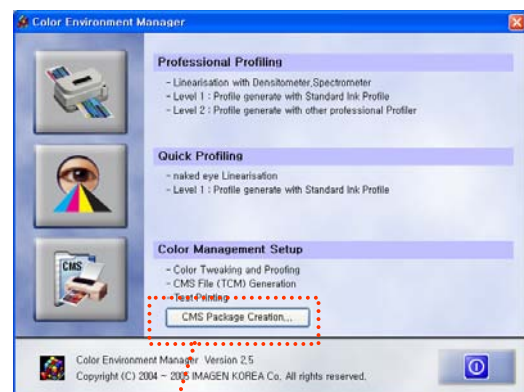 Color Environment Manager
Professional Profiling
- Linearisation with Densitometer,Spectrometer
- Level 1 : Profile generate with Standard Ink Profile
- Level 2 : Profile generate with other professional Profiler
Quick Profiling
- naked eye Linearisation
- Level 1 : Profile generate with Standard Ink Profile
Color Management Setup
CMS
- Color Tweaking and Proofing
- CMS File (TCM) Generation
- Test Printing
CMS Package Creation...
Color Environment Manager Version 2,5
Copyright (C) 2004 - 2005 IMAGEN KOREA Co, All rights reserved,